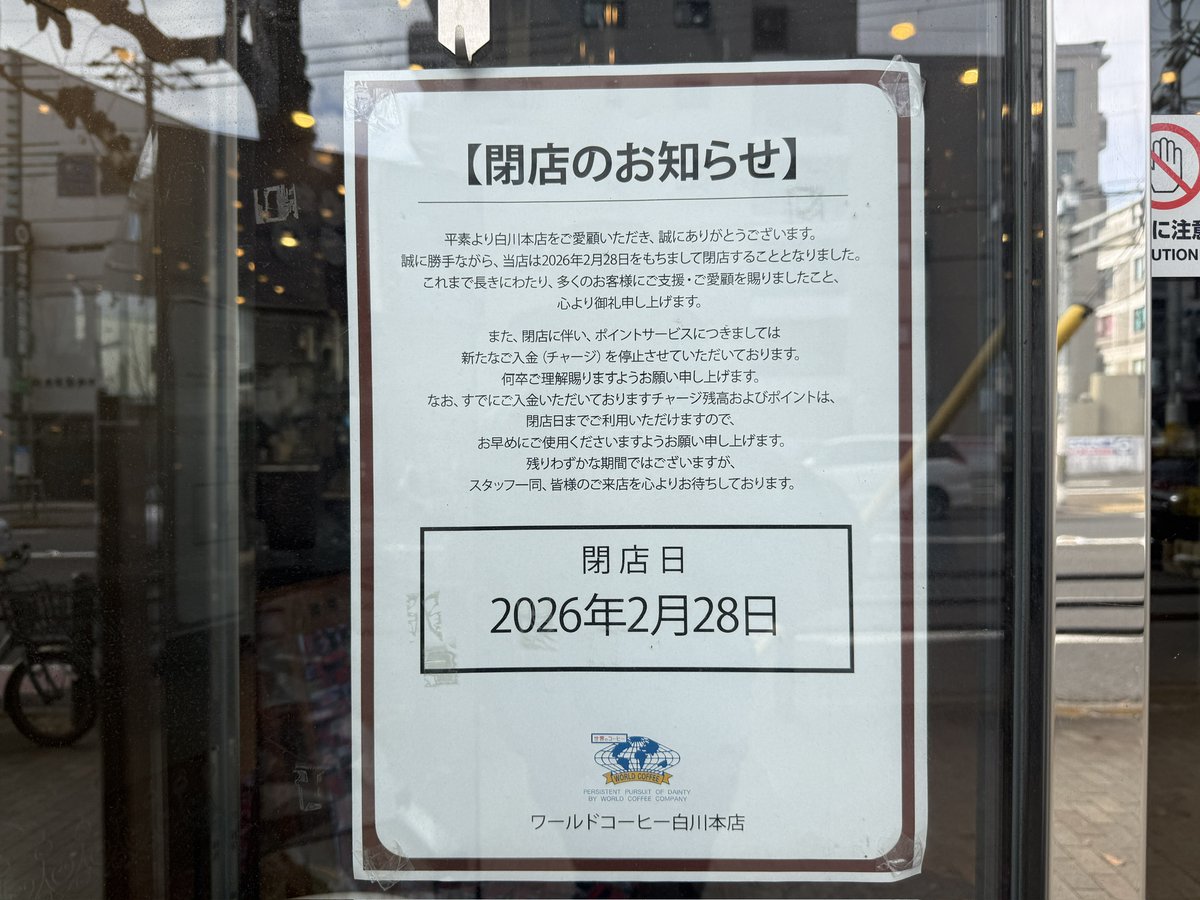 【閉店のお知らせ】
平素より白川本店をご愛顧いただき、誠にありがとうございます。
誠に勝手ながら、当店は2026年2月28日をもちまして閉店することとなりました。
これまで長きにわたり、多くのお客様にご支援・ご愛顧を賜りましたこと、
心より御礼申し上げます。
また、閉店に伴い、ポイントサービスにつきましては
新たなご入金（チャージ）を停止させていただいております。
何卒ご理解賜りますようお願い申し上げます。
なお、すでにご入金いただいておりますチャージ残高およびポイントは、
閉店日までご利用いただけますので、
お早めにご使用くださいますようお願い申し上げます。
残りわずかな期間ではございますが、
スタッフ一同、皆様のご来店を心よりお待ちしております。
閉店日
2026年2月28日
世界のコーヒー
WORLD COFFEE
PERSISTENT PURSUIT OF DAINTY
BY WORLD COFFEE COMPANY
ワールドコーヒー白川本店
に注意
UTION